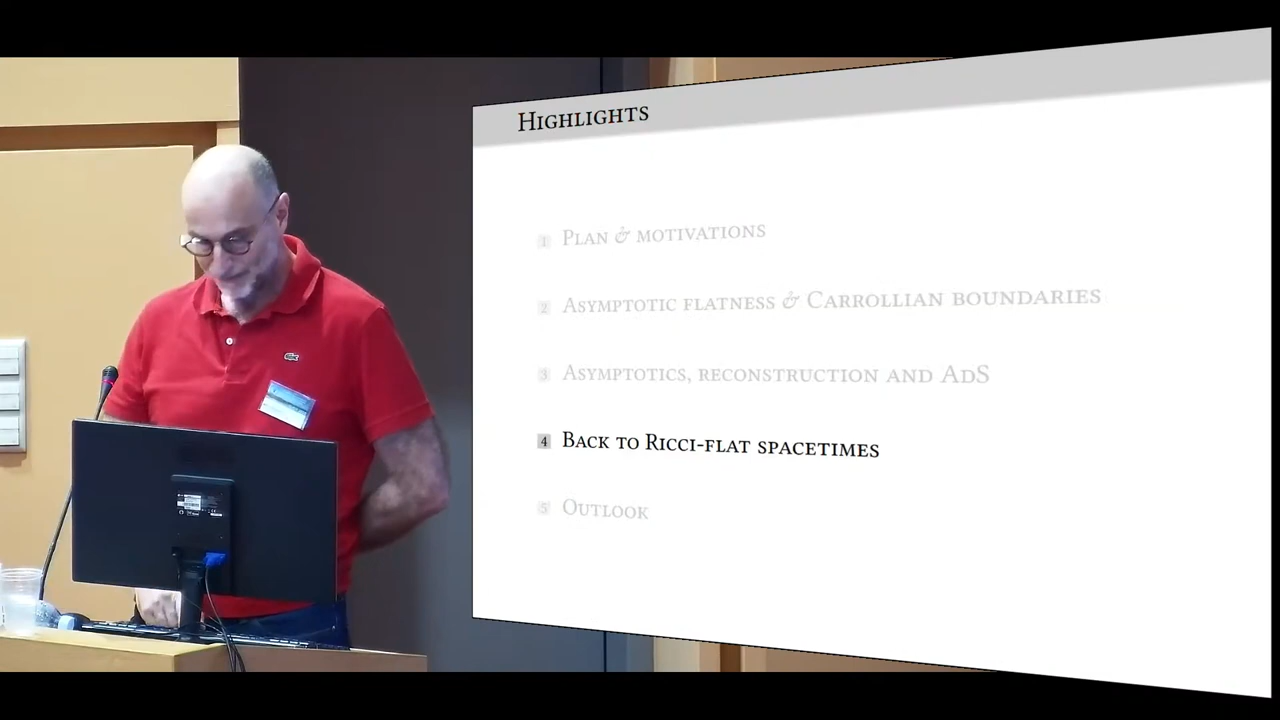 Highlights
1 Plan & motivations
2 Asymptotic flatness & Carrollian boundaries
3 Asymptotics, reconstruction and AdS
4 Back to Ricci-flat spacetimes
5 Outlook